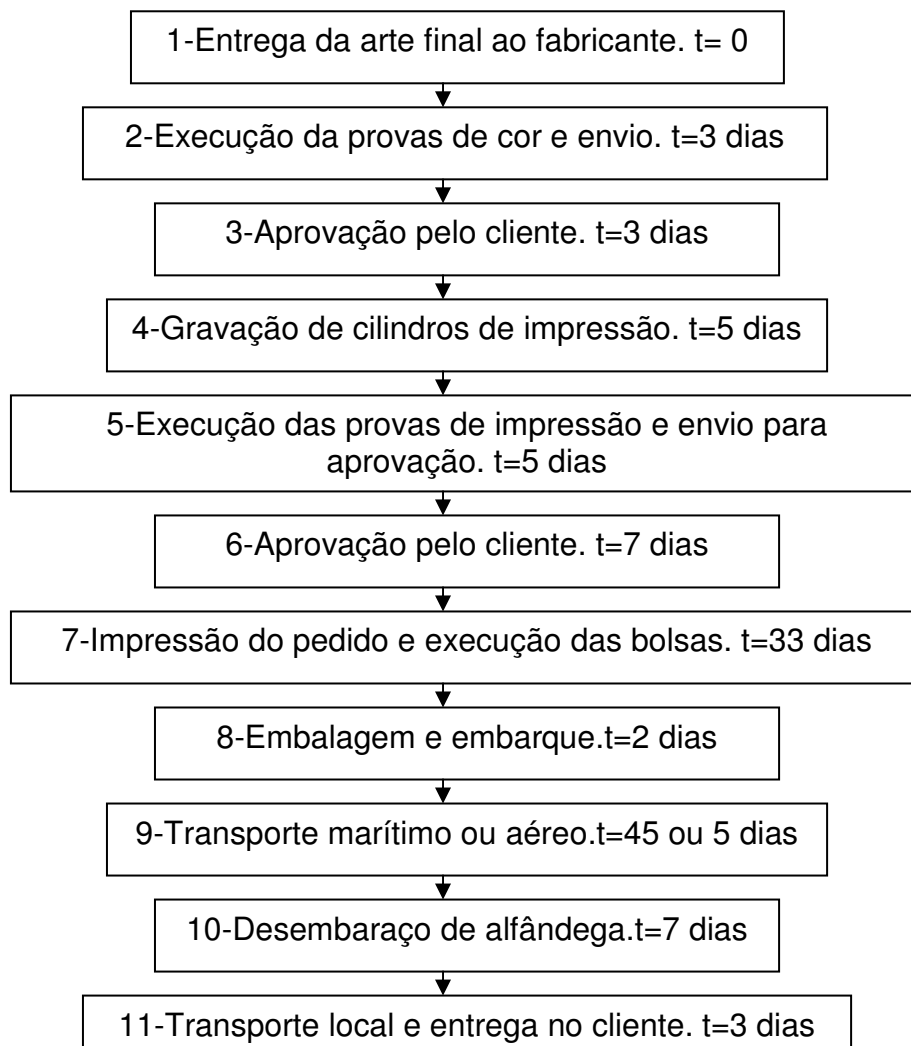 1-Entrega da arte final ao fabricante. t= 0
2-Execução da provas de cor e envio. t=3 dias
3-Aprovação pelo cliente. t=3 dias
4-Gravação de cilindros de impressão. t=5 dias
5-Execução das provas de impressão e envio para
aprovação. t=5 dias
6-Aprovação pelo cliente. t=7 dias
7-Impressão do pedido e execução das bolsas. t=33 dias
8-Embalagem e embarque.t=2 dias
9-Transporte marítimo ou aéreo.t=45 ou 5 dias
10-Desembaraço de alfândega.t=7 dias
11-Transporte local e entrega no cliente. t=3 dias